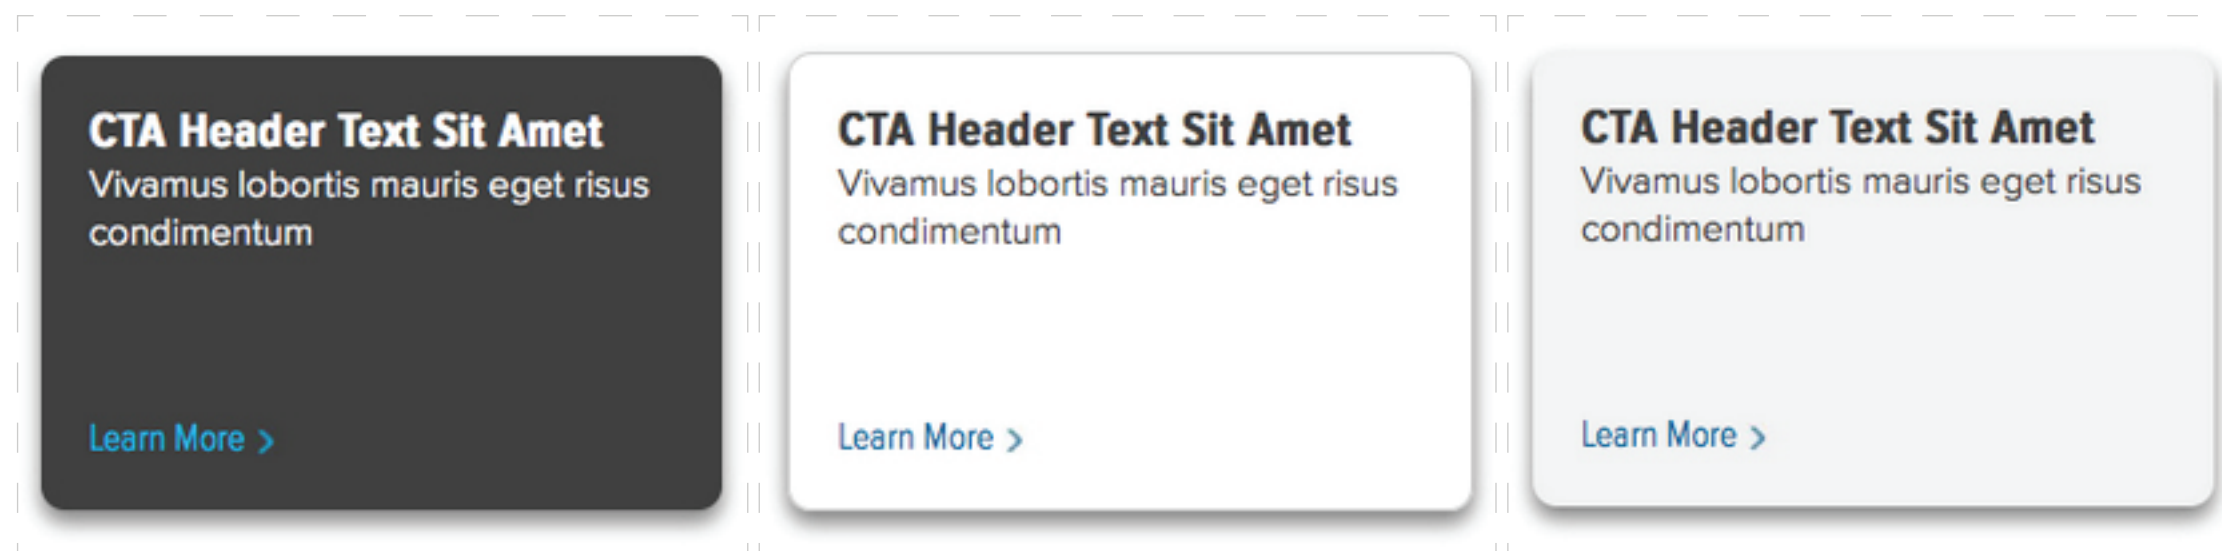 CTA Header Text Sit Amet
Vivamus lobortis mauris eget risus
condimentum
Learn More >
CTA Header Text Sit Amet
Vivamus lobortis mauris eget risus
condimentum
Learn More >
CTA Header Text Sit Amet
Vivamus lobortis mauris eget risus
condimentum
Learn More >